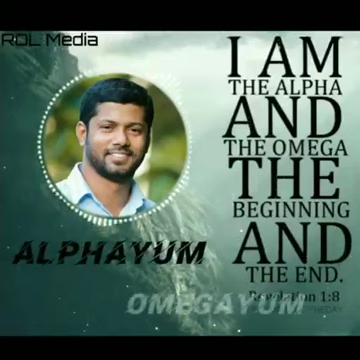 RDL Media
I AM
THE ALPHA
AND
THE OMEGA
THE
BEGINNING
AND
THE END.
Revelation 1:8
ALPHAYUM
OMEGAYUM